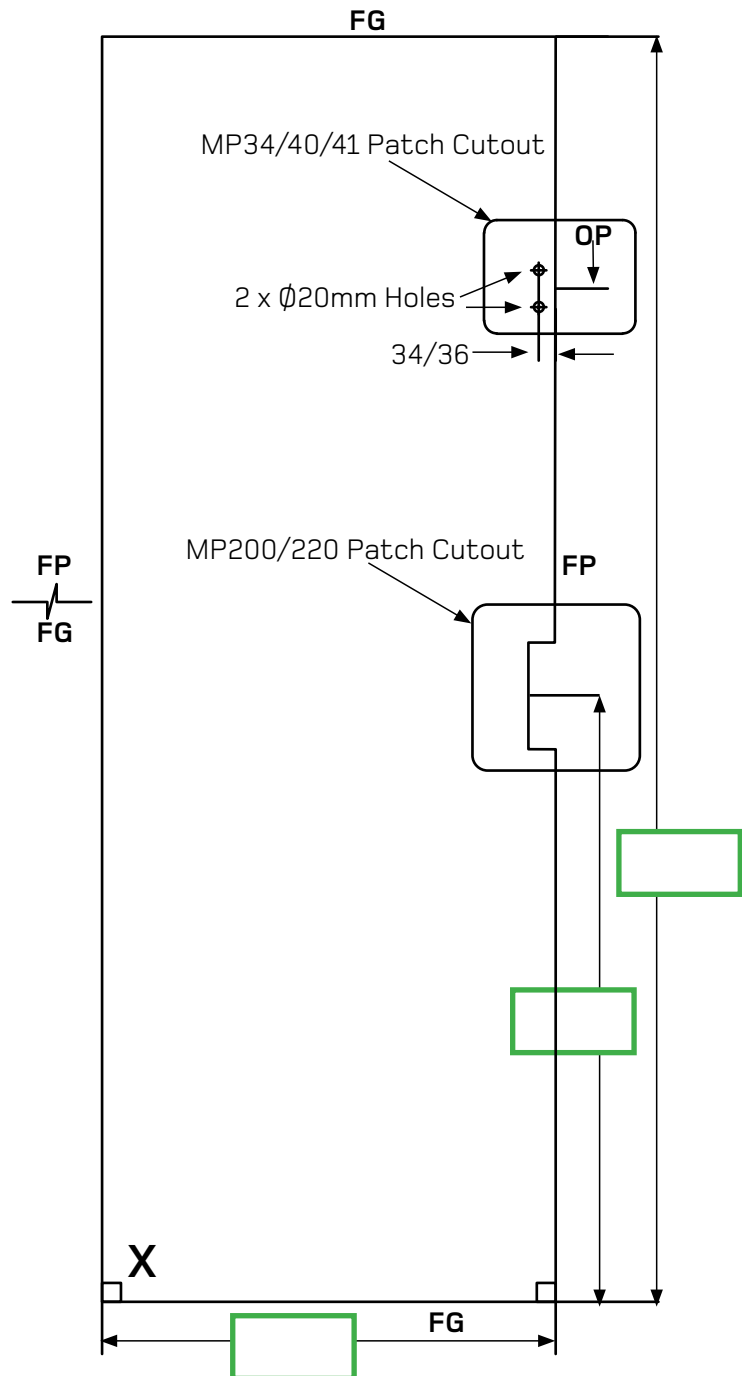 FG
MP34/40/41 Patch Cutout
OP
2 x Ø20mm Holes
34/36
MP200/220 Patch Cutout
FP
FP
FG
X
FG